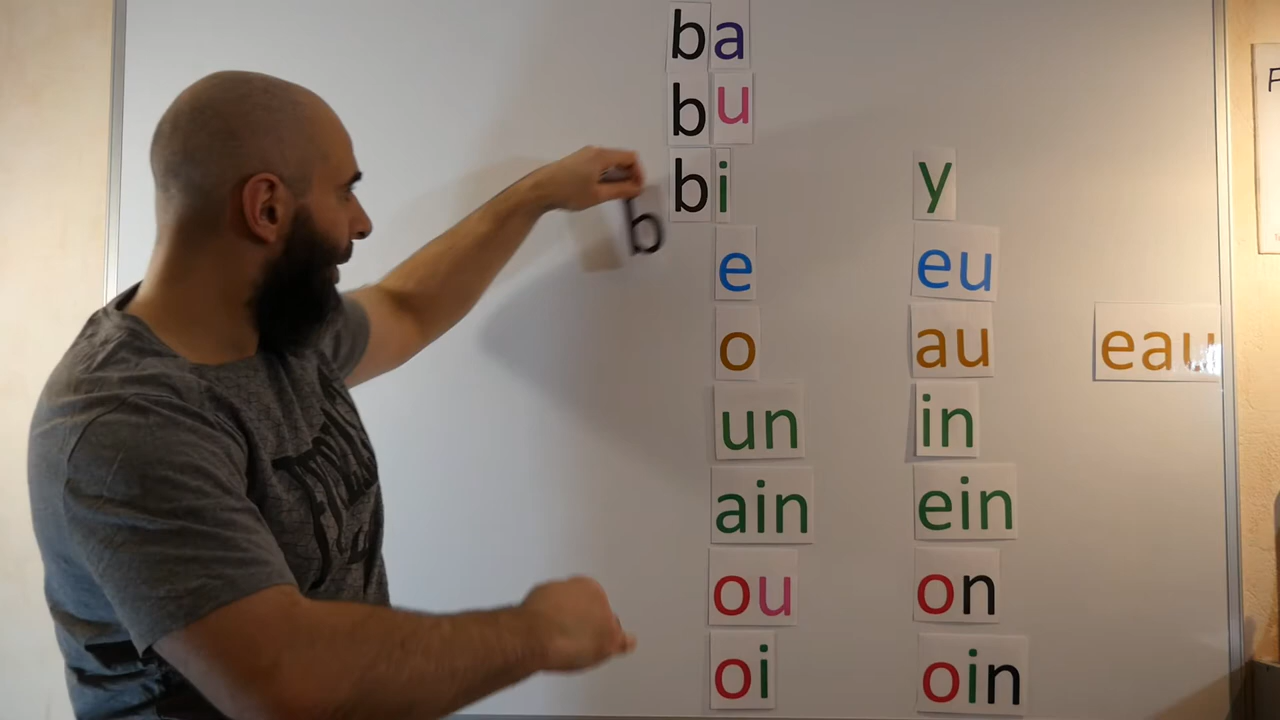 ba
bu
bi y
b
e eu
o au eau
un in
ain ein
ou on
oi oin
F